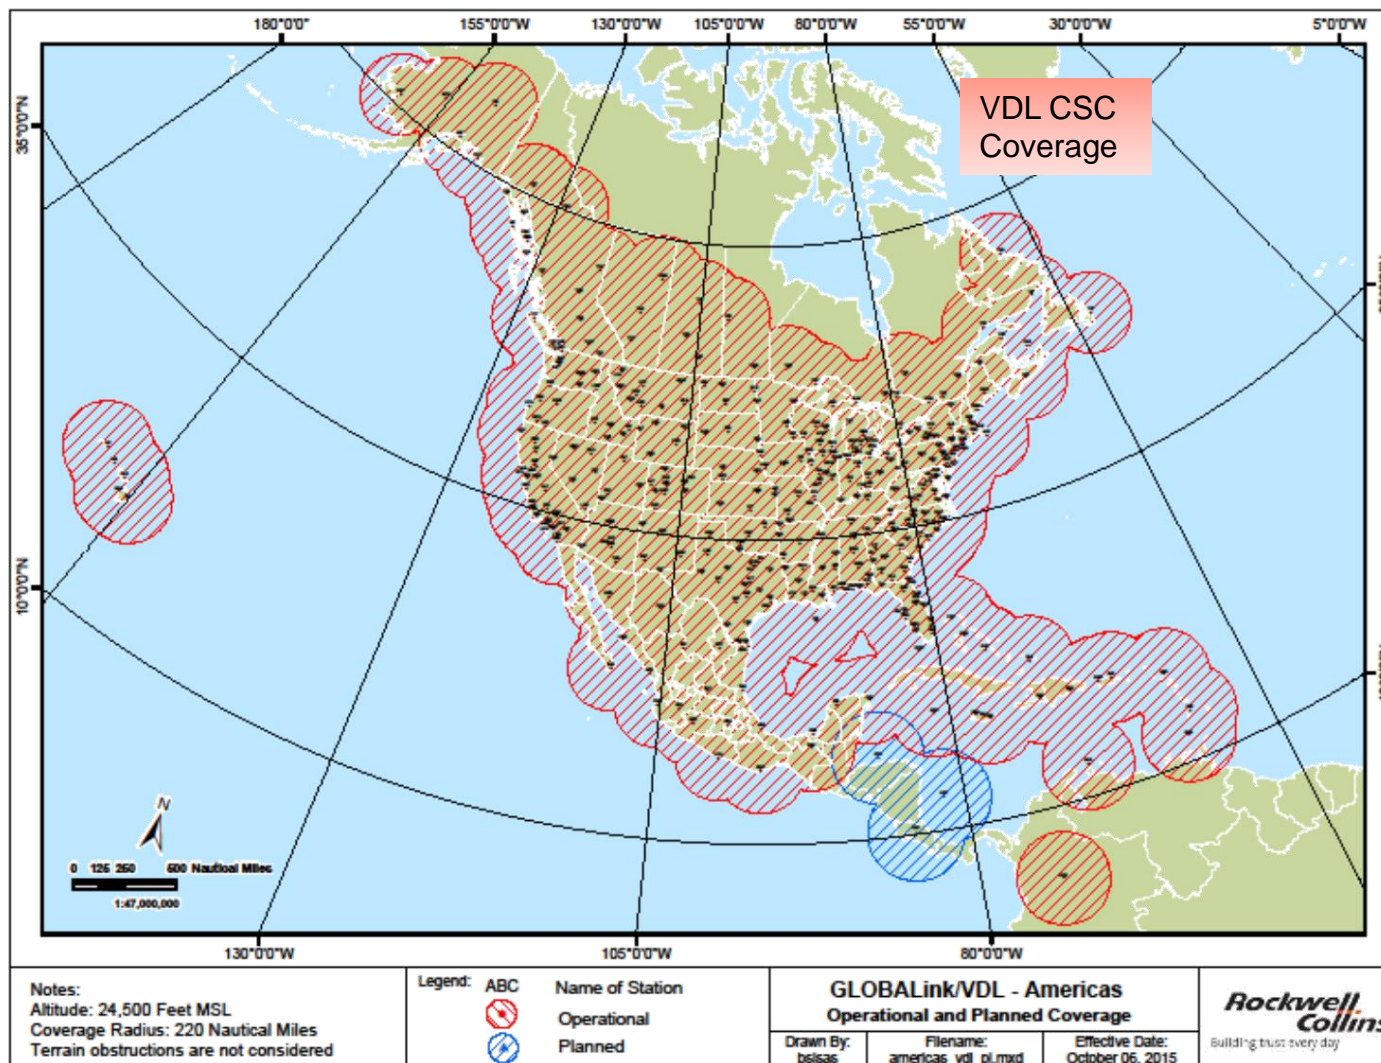 180°0'0" 155°0'0"W 130°0'0"W 105°0'0"W 80°0'0"W 55°0'0"W 30°0'0"W 5°0'0"W
VDL CSC
Coverage
35°0'0"N
10°0'0"N
N
0 125 250 500 Nautical Miles
1:47,000,000
130°0'0"W 105°0'0"W 80°0'0"W
Notes:
Altitude: 24,500 Feet MSL
Coverage Radius: 220 Nautical Miles
Terrain obstructions are not considered
Legend: ABC Name of Station
Operational
Planned
GLOBALink/VDL - Americas
Operational and Planned Coverage
Drawn By:
bsisas
Filename:
americas_vdl_pl.mxd
Effective Date:
October 06, 2015
Rockwell
Collins
Building trust every day